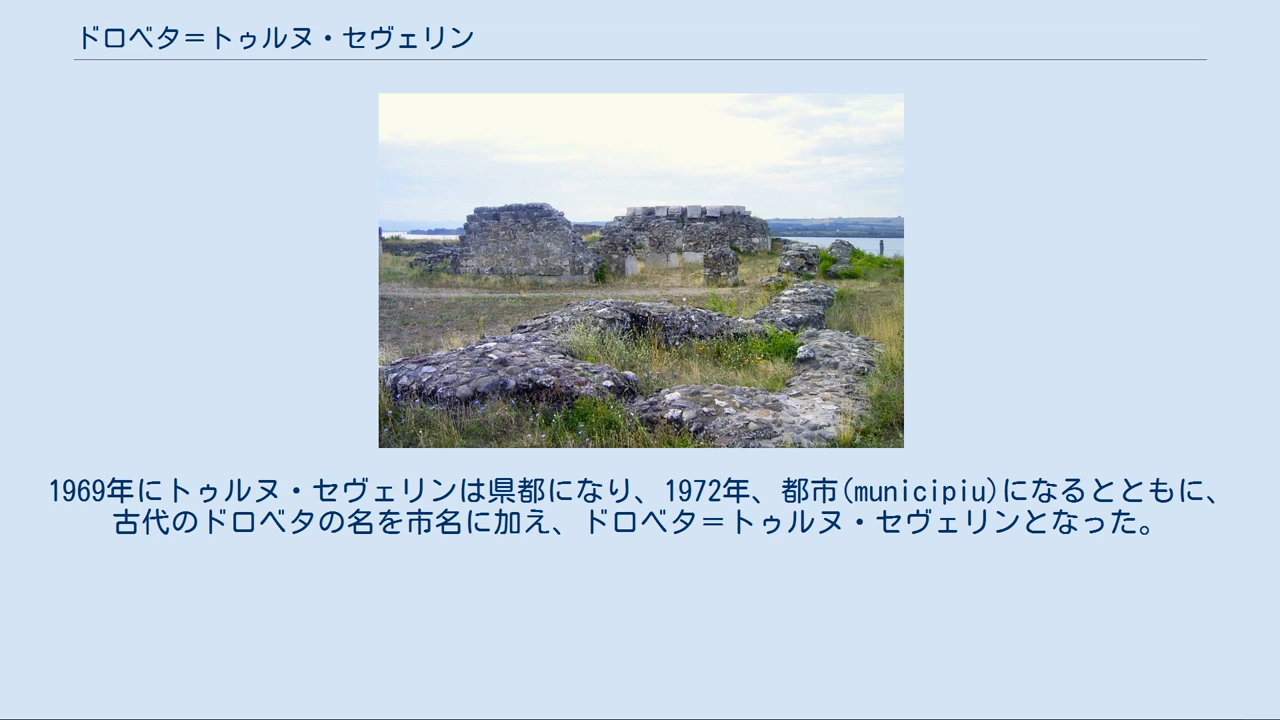 ドロベタ＝トゥルヌ・セヴェリン
1969年にトゥルヌ・セヴェリンは県都になり、1972年、都市(municipiu)になるとともに、
古代のドロベタの名を市名に加え、ドロベタ＝トゥルヌ・セヴェリンとなった。